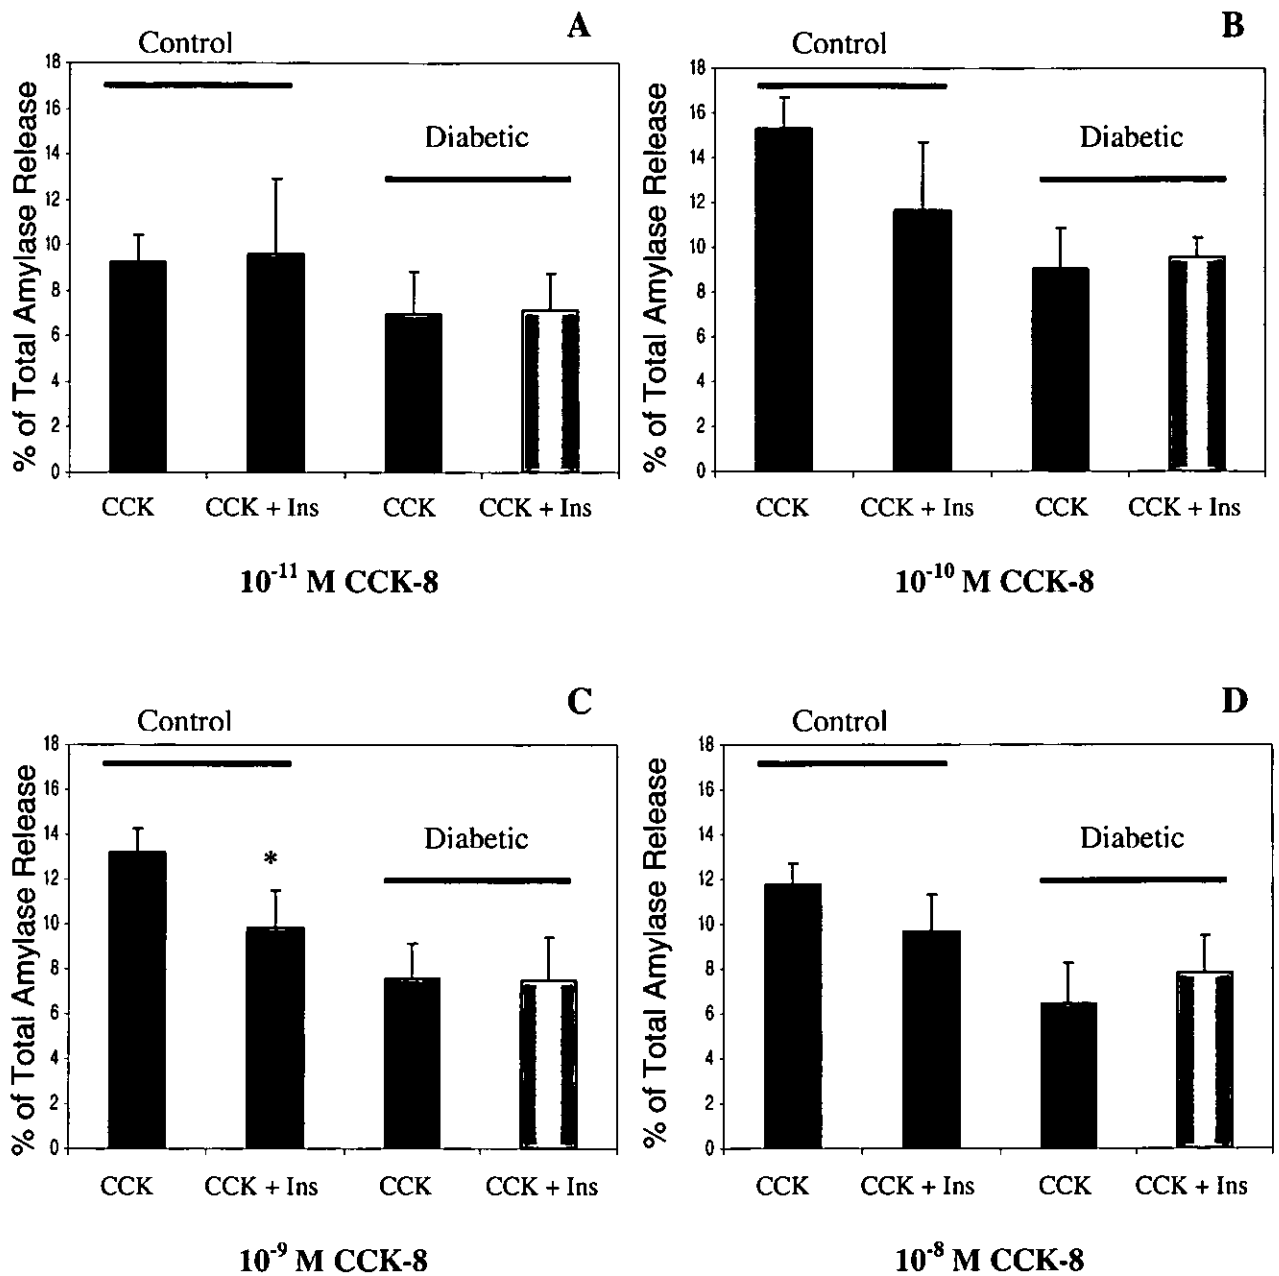 A
Control
% of Total Amylase Release
18
16
14
12
10
8
6
4
2
0
Diabetic
CCK CCK + Ins CCK CCK + Ins
10⁻¹¹ M CCK-8
B
Control
% of Total Amylase Release
18
16
14
12
10
8
6
4
2
0
Diabetic
CCK CCK + Ins CCK CCK + Ins
10⁻¹⁰ M CCK-8
C
Control
% of Total Amylase Release
18
16
14
12
10
8
6
4
2
0
*
Diabetic
CCK CCK + Ins CCK CCK + Ins
10⁻⁹ M CCK-8
D
Control
% of Total Amylase Release
18
16
14
12
10
8
6
4
2
0
Diabetic
CCK CCK + Ins CCK CCK + Ins
10⁻⁸ M CCK-8